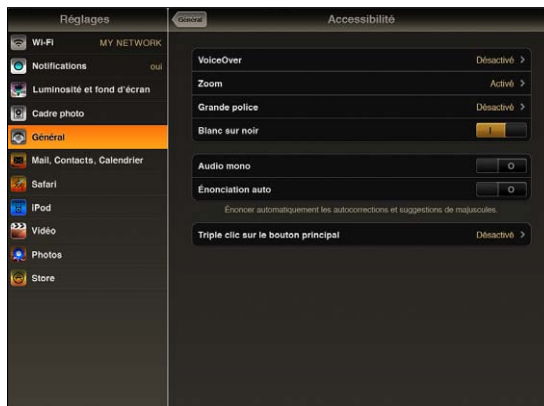 Réglages
Général
Accessibilité
Wi-Fi MY NETWORK
Notifications oui
Luminosité et fond d'écran
Cadre photo
Général
Mail, Contacts, Calendrier
Safari
iPod
Vidéo
Photos
Store
VoiceOver Désactivé
Zoom Activé
Grande police Désactivé
Blanc sur noir I
Audio mono O
Énonciation auto O
Énoncer automatiquement les autocorrections et suggestions de majuscules.
Triple clic sur le bouton principal Désactivé